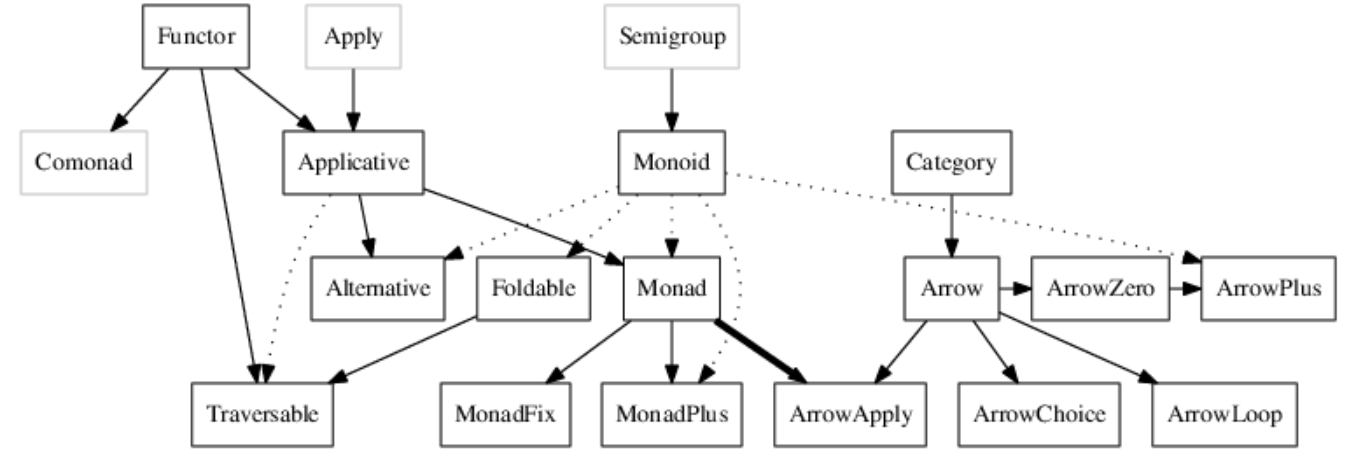 Functor
Apply
Semigroup
Comonad
Applicative
Monoid
Category
Alternative
Foldable
Monad
Arrow
ArrowZero
ArrowPlus
Traversable
MonadFix
MonadPlus
ArrowApply
ArrowChoice
ArrowLoop